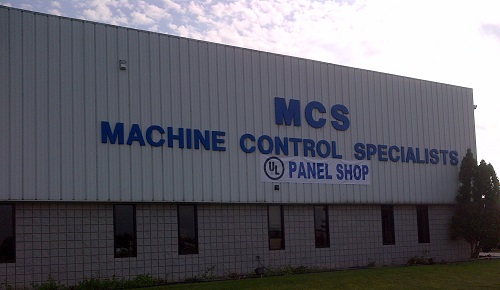 MCS
MACHINE CONTROL SPECIALISTS
UL PANEL SHOP